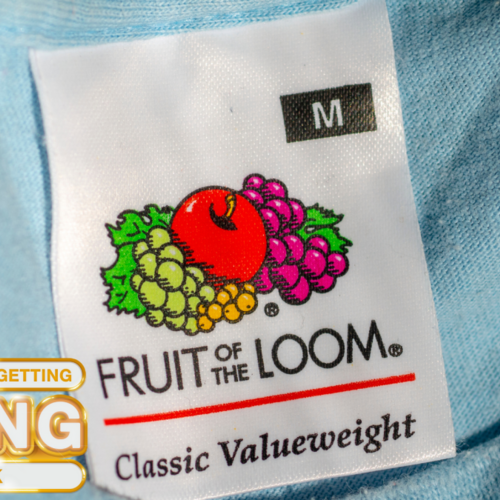 M
FRUIT OF THE LOOM®
Classic Valueweight
GETTING
NG